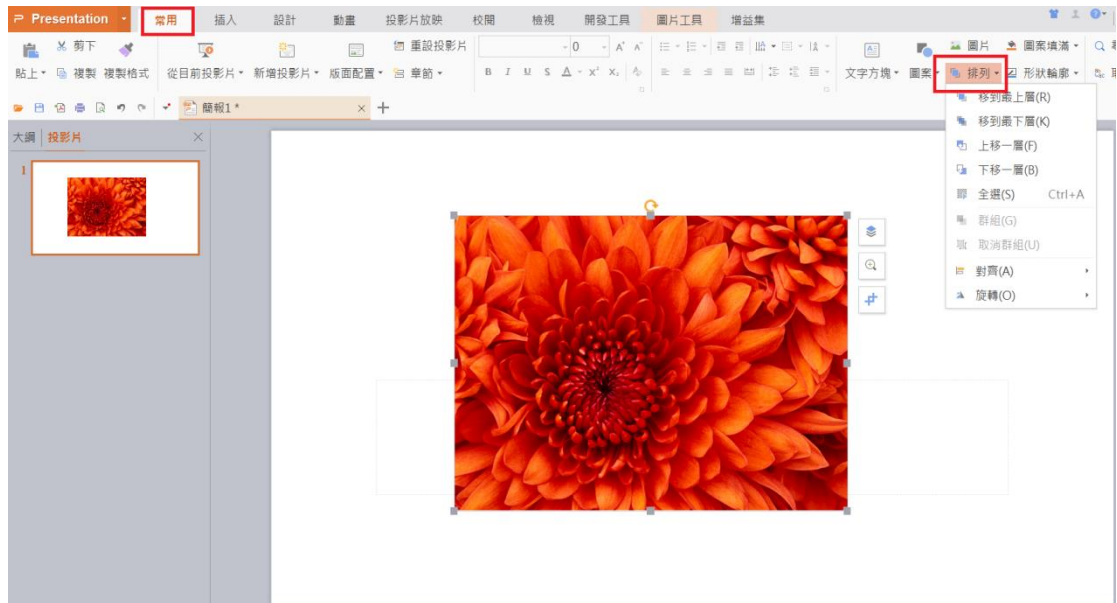 Presentation 常用 插入 設計 動畫 投影片放映 校閱 檢視 開發工具 圖片工具 增益集
剪下 重設投影片 0 A⁺ A⁻ 圖片 圖案填滿
貼上 複製 複製格式 從目前投影片 新增投影片 版面配置 章節 B I U S A x² X₂ 文字方塊 圖案 排列 形狀輪廓
簡報1 *
大綱 投影片
1
移到最上層(R)
移到最下層(K)
上移一層(F)
下移一層(B)
全選(S) Ctrl+A
群組(G)
取消群組(U)
對齊(A)
旋轉(O)